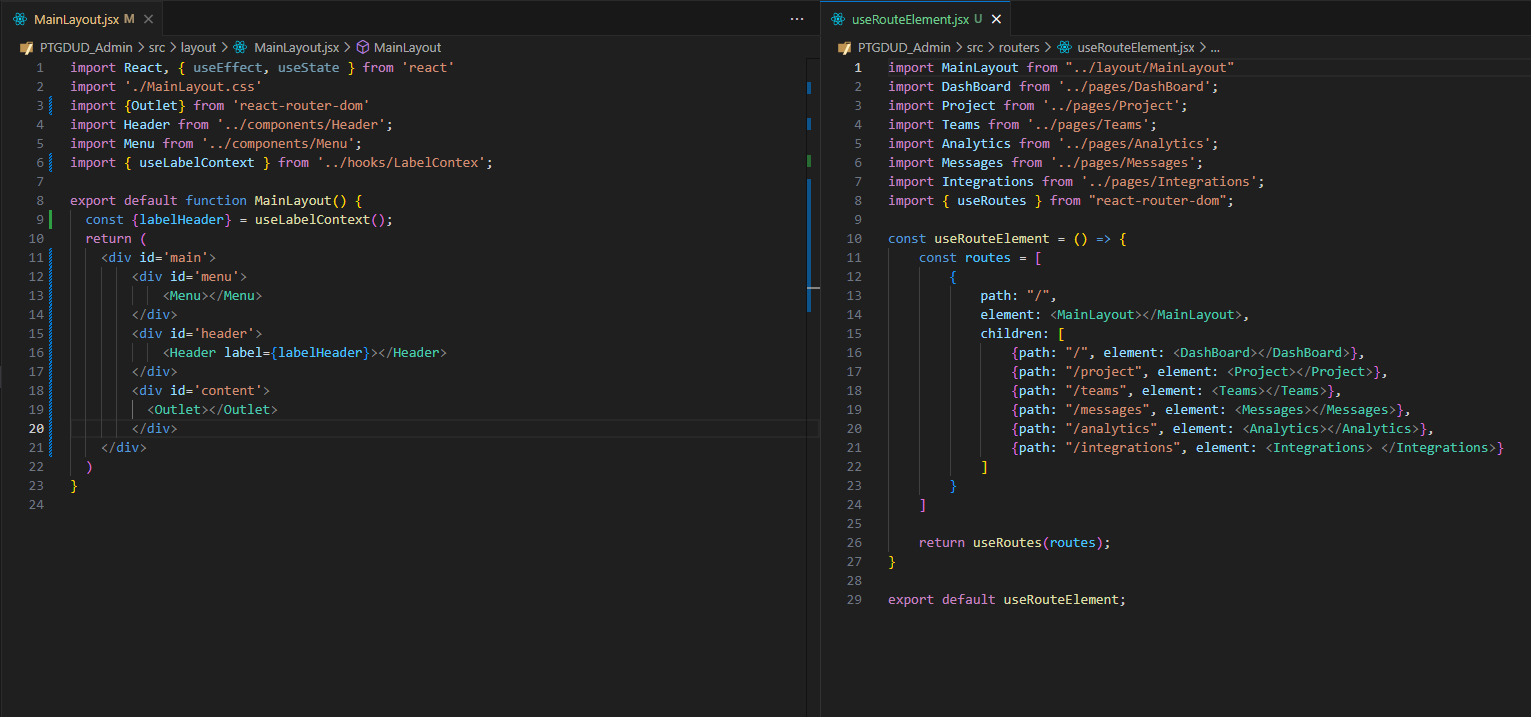 MainLayout.jsx M
PTGDUD_Admin > src > layout > MainLayout.jsx > MainLayout
1 import React, { useEffect, useState } from 'react'
2 import './MainLayout.css'
3 import {Outlet} from 'react-router-dom'
4 import Header from '../components/Header';
5 import Menu from '../components/Menu';
6 import { useLabelContext } from '../hooks/LabelContex';
7
8 export default function MainLayout() {
9 const {labelHeader} = useLabelContext();
10 return (
11 <div id='main'>
12 <div id='menu'>
13 <Menu></Menu>
14 </div>
15 <div id='header'>
16 <Header label={labelHeader}></Header>
17 </div>
18 <div id='content'>
19 <Outlet></Outlet>
20 </div>
21 </div>
22 )
23 }
24
useRouteElement.jsx U
PTGDUD_Admin > src > routers > useRouteElement.jsx > ...
1 import MainLayout from "../layout/MainLayout"
2 import DashBoard from '../pages/DashBoard';
3 import Project from '../pages/Project';
4 import Teams from '../pages/Teams';
5 import Analytics from '../pages/Analytics';
6 import Messages from '../pages/Messages';
7 import Integrations from '../pages/Integrations';
8 import { useRoutes } from "react-router-dom";
9
10 const useRouteElement = () => {
11 const routes = [
12 {
13 path: "/",
14 element: <MainLayout></MainLayout>,
15 children: [
16 {path: "/", element: <DashBoard></DashBoard>},
17 {path: "/project", element: <Project></Project>},
18 {path: "/teams", element: <Teams></Teams>},
19 {path: "/messages", element: <Messages></Messages>},
20 {path: "/analytics", element: <Analytics></Analytics>},
21 {path: "/integrations", element: <Integrations> </Integrations>}
22 ]
23 }
24 ]
25
26 return useRoutes(routes);
27 }
28
29 export default useRouteElement;